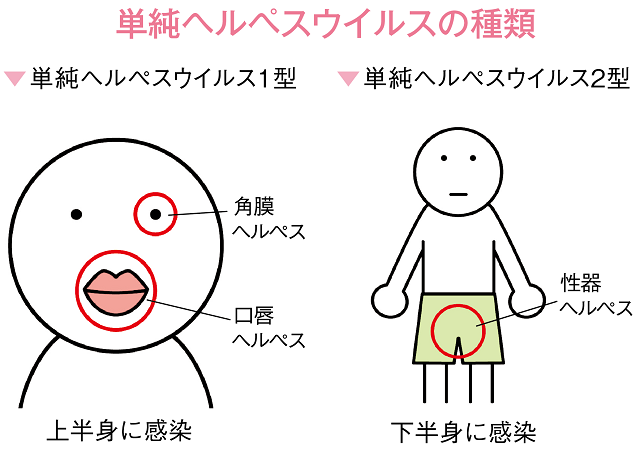 単純ヘルペスウイルスの種類
▼単純ヘルペスウイルス1型
角膜
ヘルペス
口唇
ヘルペス
上半身に感染
▼単純ヘルペスウイルス2型
性器
ヘルペス
下半身に感染